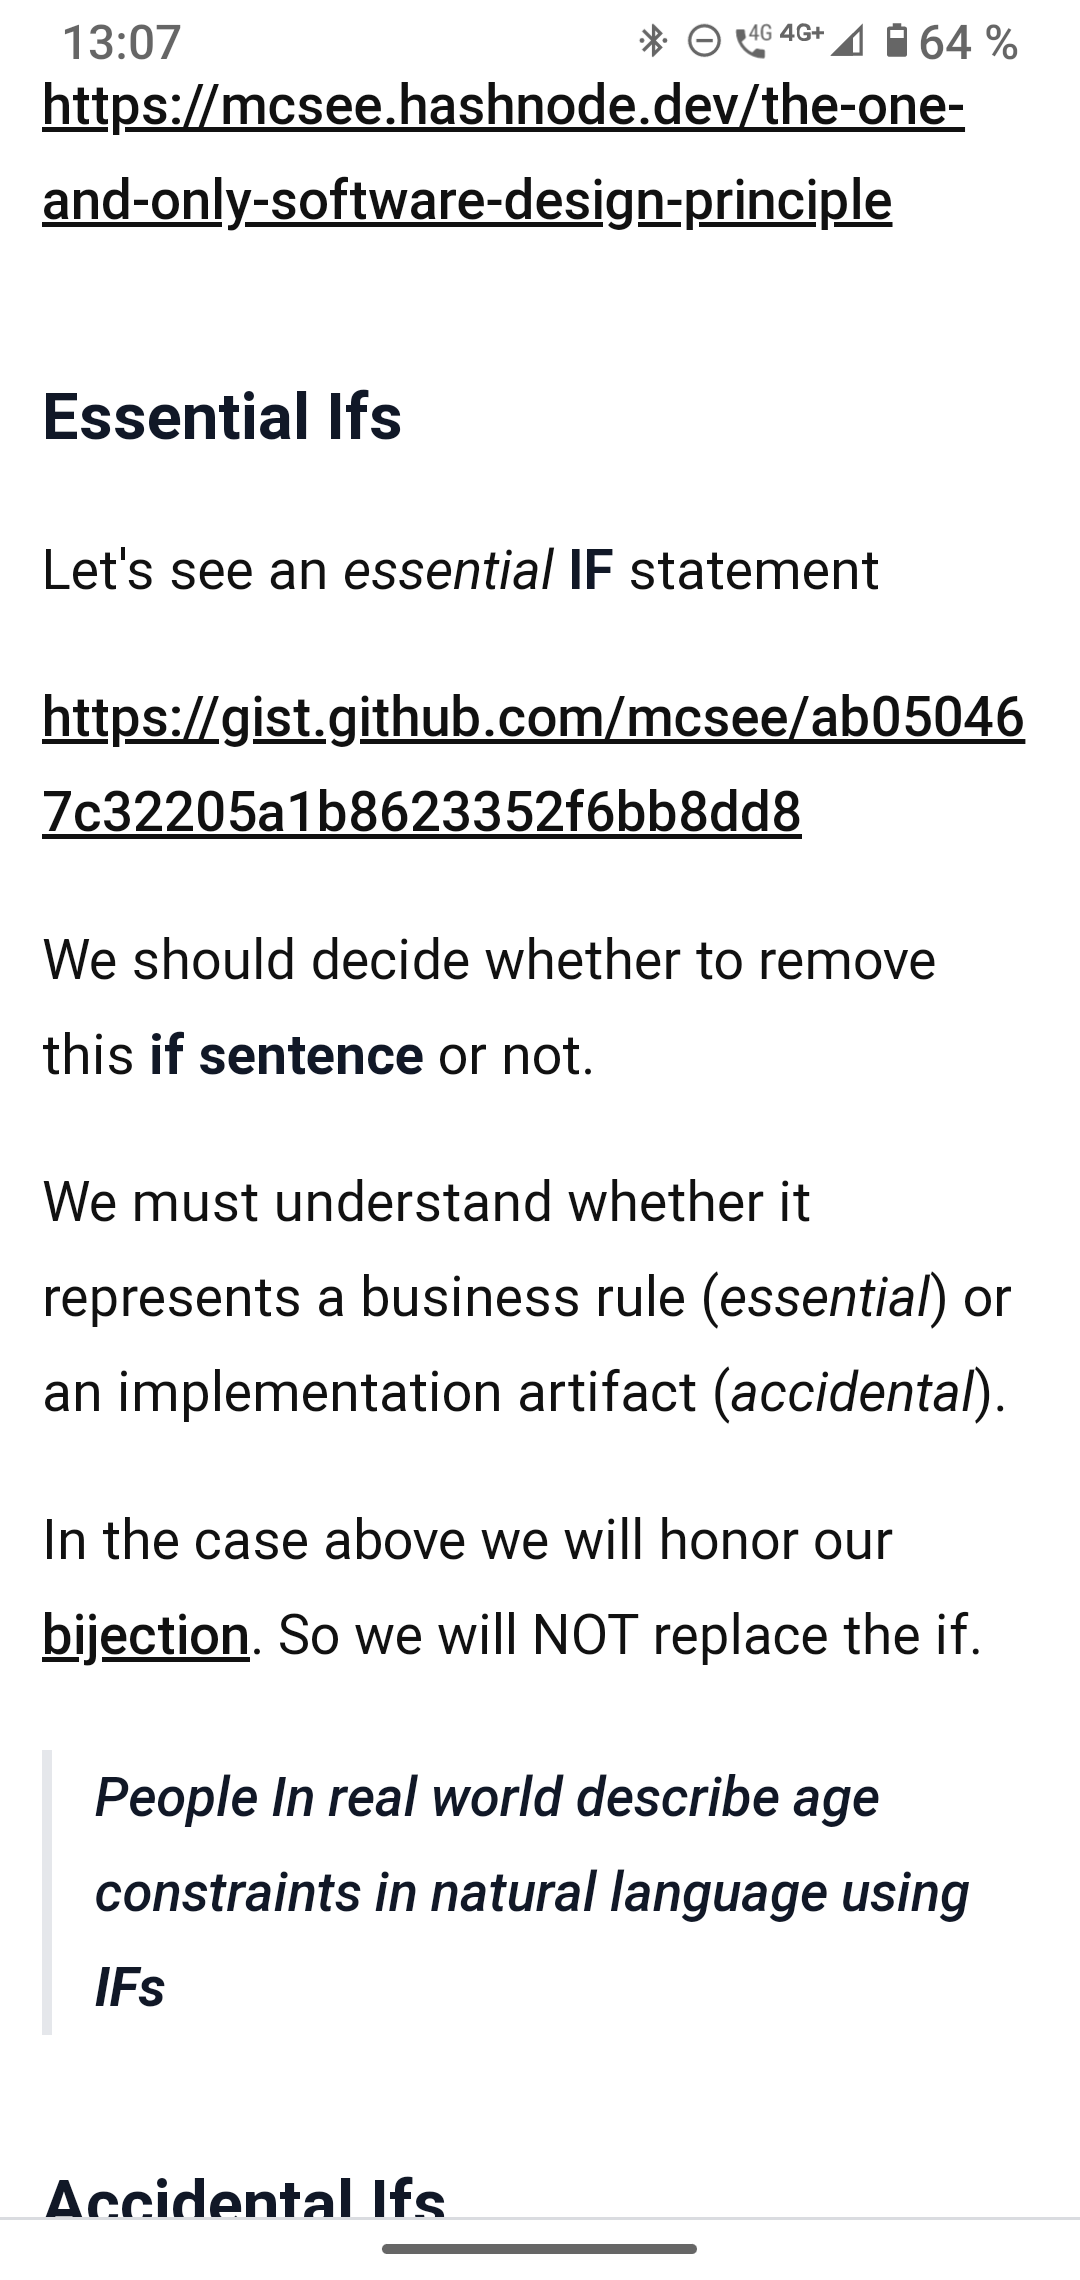 13:07 4G 4G+ 64 %
https://mcsee.hashnode.dev/the-one-
and-only-software-design-principle
Essential Ifs
Let's see an essential IF statement
https://gist.github.com/mcsee/ab05046
7c32205a1b8623352f6bb8dd8
We should decide whether to remove
this if sentence or not.
We must understand whether it
represents a business rule (essential) or
an implementation artifact (accidental).
In the case above we will honor our
bijection. So we will NOT replace the if.
People In real world describe age
constraints in natural language using
IFs
Accidental Ifs